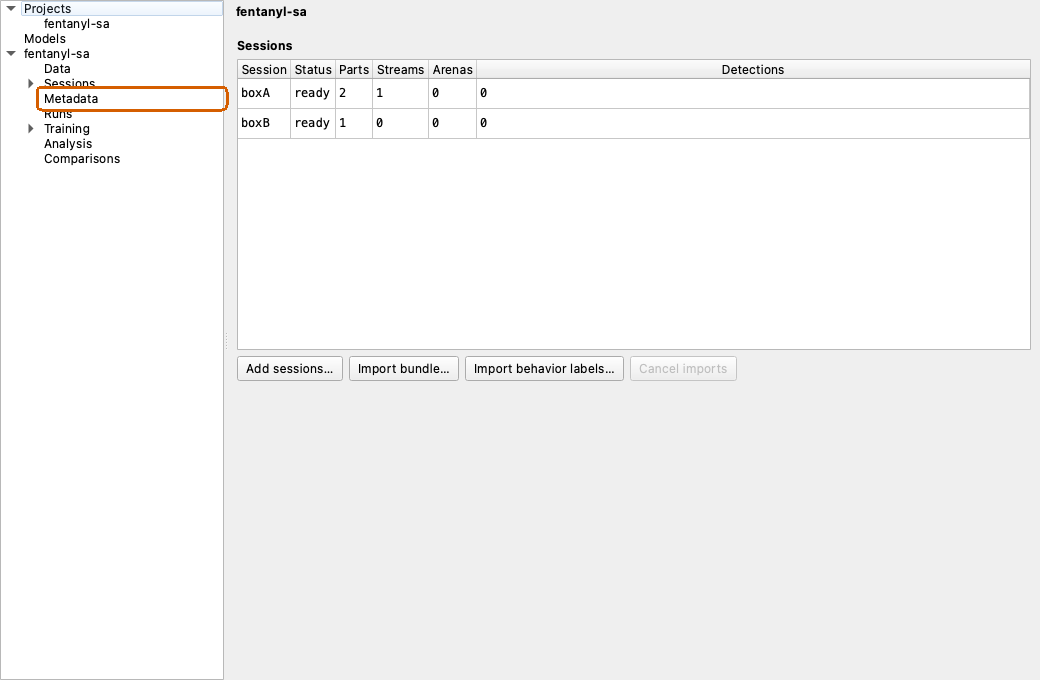 Projects
fentanyl-sa
Models
fentanyl-sa
Data
Sessions
Metadata
Runs
Training
Analysis
Comparisons
fentanyl-sa
Sessions
Session Status Parts Streams Arenas Detections
boxA ready 2 1 0 0
boxB ready 1 0 0 0
Add sessions... Import bundle... Import behavior labels... Cancel imports